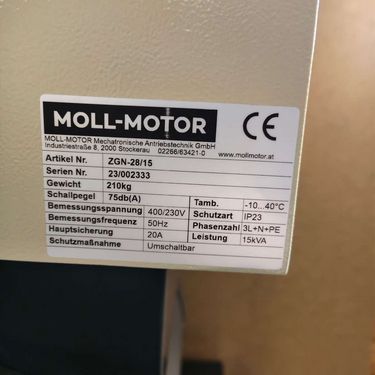 MOLL-MOTOR CE
MOLL-MOTOR Mechatronische Antriebstechnik GmbH
Industriestraße 8, 2000 Stockerau 02266/63421-0 www.mollmotor.at
Artikel Nr. ZGN-28/15
Serien Nr. 23/002333
Gewicht 210kg
Schallpegel 75db(A) Tamb. -10...40°C
Bemessungsspannung 400/230V Schutzart IP23
Bemessungsfrequenz 50Hz Phasenzahl 3L+N+PE
Hauptsicherung 20A Leistung 15kVA
Schutzmaßnahme Umschaltbar